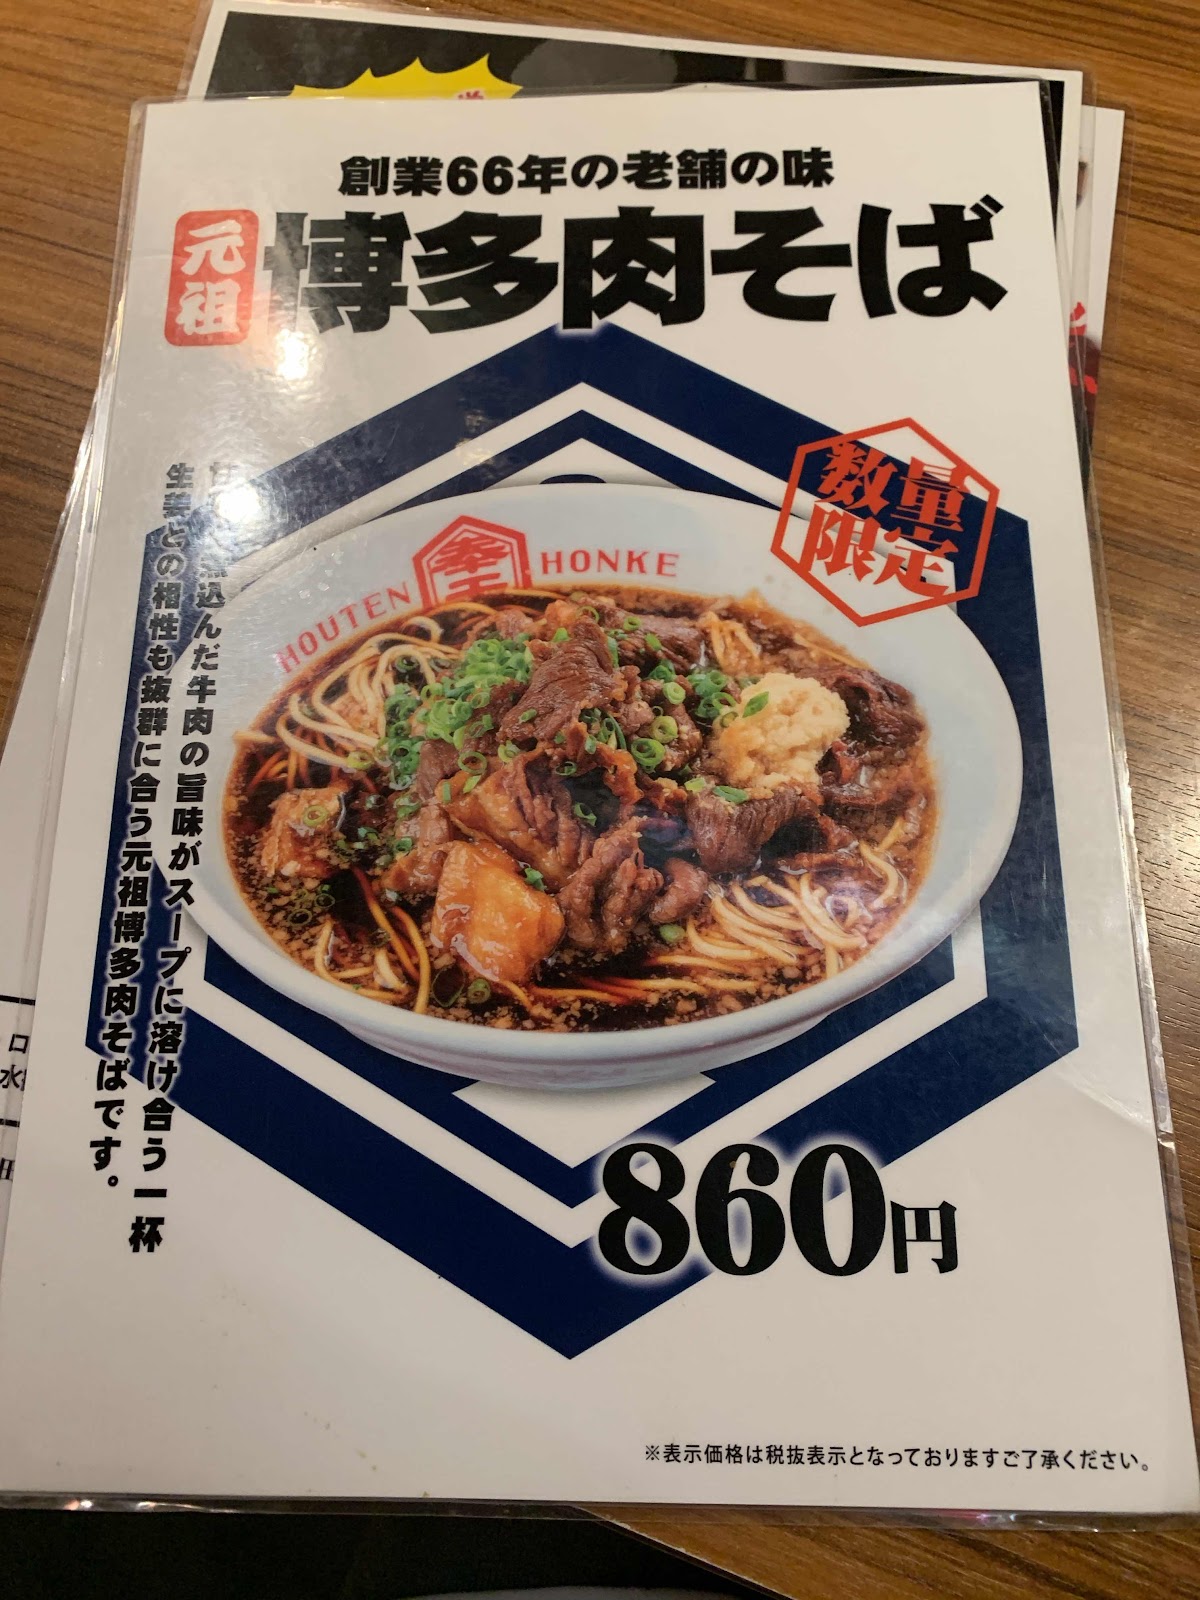 創業66年の老舗の味
元祖
博多肉そば
数量
限定
煮込んだ牛肉の旨味がスープに溶け合う一杯
生姜との相性も抜群に合う元祖博多肉そばです。
HOUTEN 奉天 HONKE
860円
※表示価格は税抜表示となっておりますご了承ください。